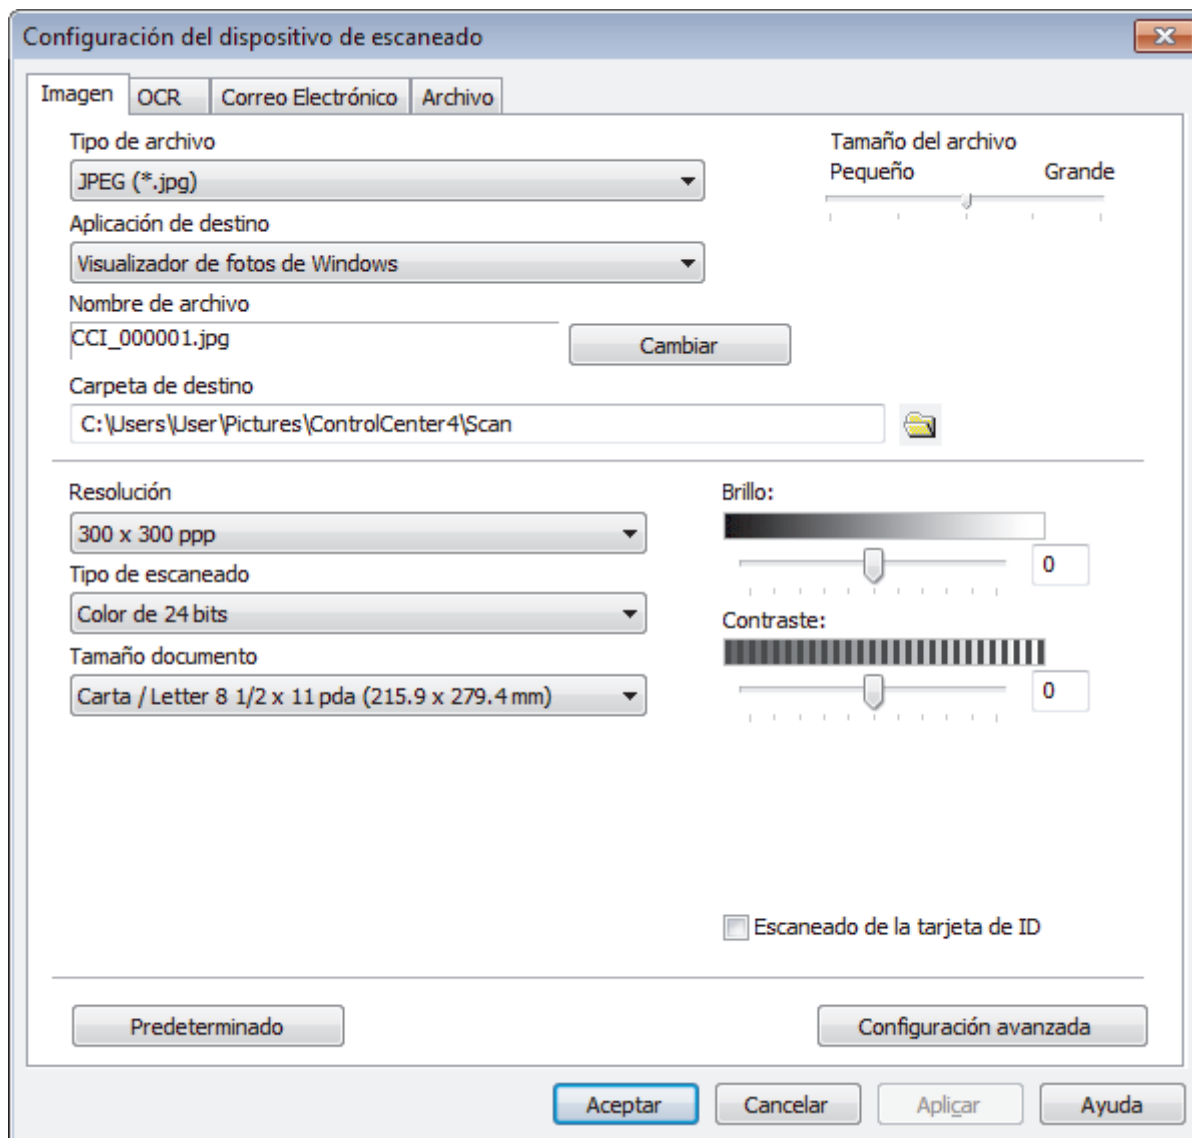 Configuración del dispositivo de escaneado
Imagen OCR Correo Electrónico Archivo
Tipo de archivo
JPEG (*.jpg)
Tamaño del archivo
Pequeño Grande
Aplicación de destino
Visualizador de fotos de Windows
Nombre de archivo
CCI_000001.jpg
Cambiar
Carpeta de destino
C:\Users\User\Pictures\ControlCenter4\Scan
Resolución
300 x 300 ppp
Tipo de escaneado
Color de 24 bits
Tamaño documento
Carta / Letter 8 1/2 x 11 pda (215.9 x 279.4 mm)
Brillo:
0
Contraste:
0
Escaneado de la tarjeta de ID
Predeterminado Configuración avanzada
Aceptar Cancelar Aplicar Ayuda